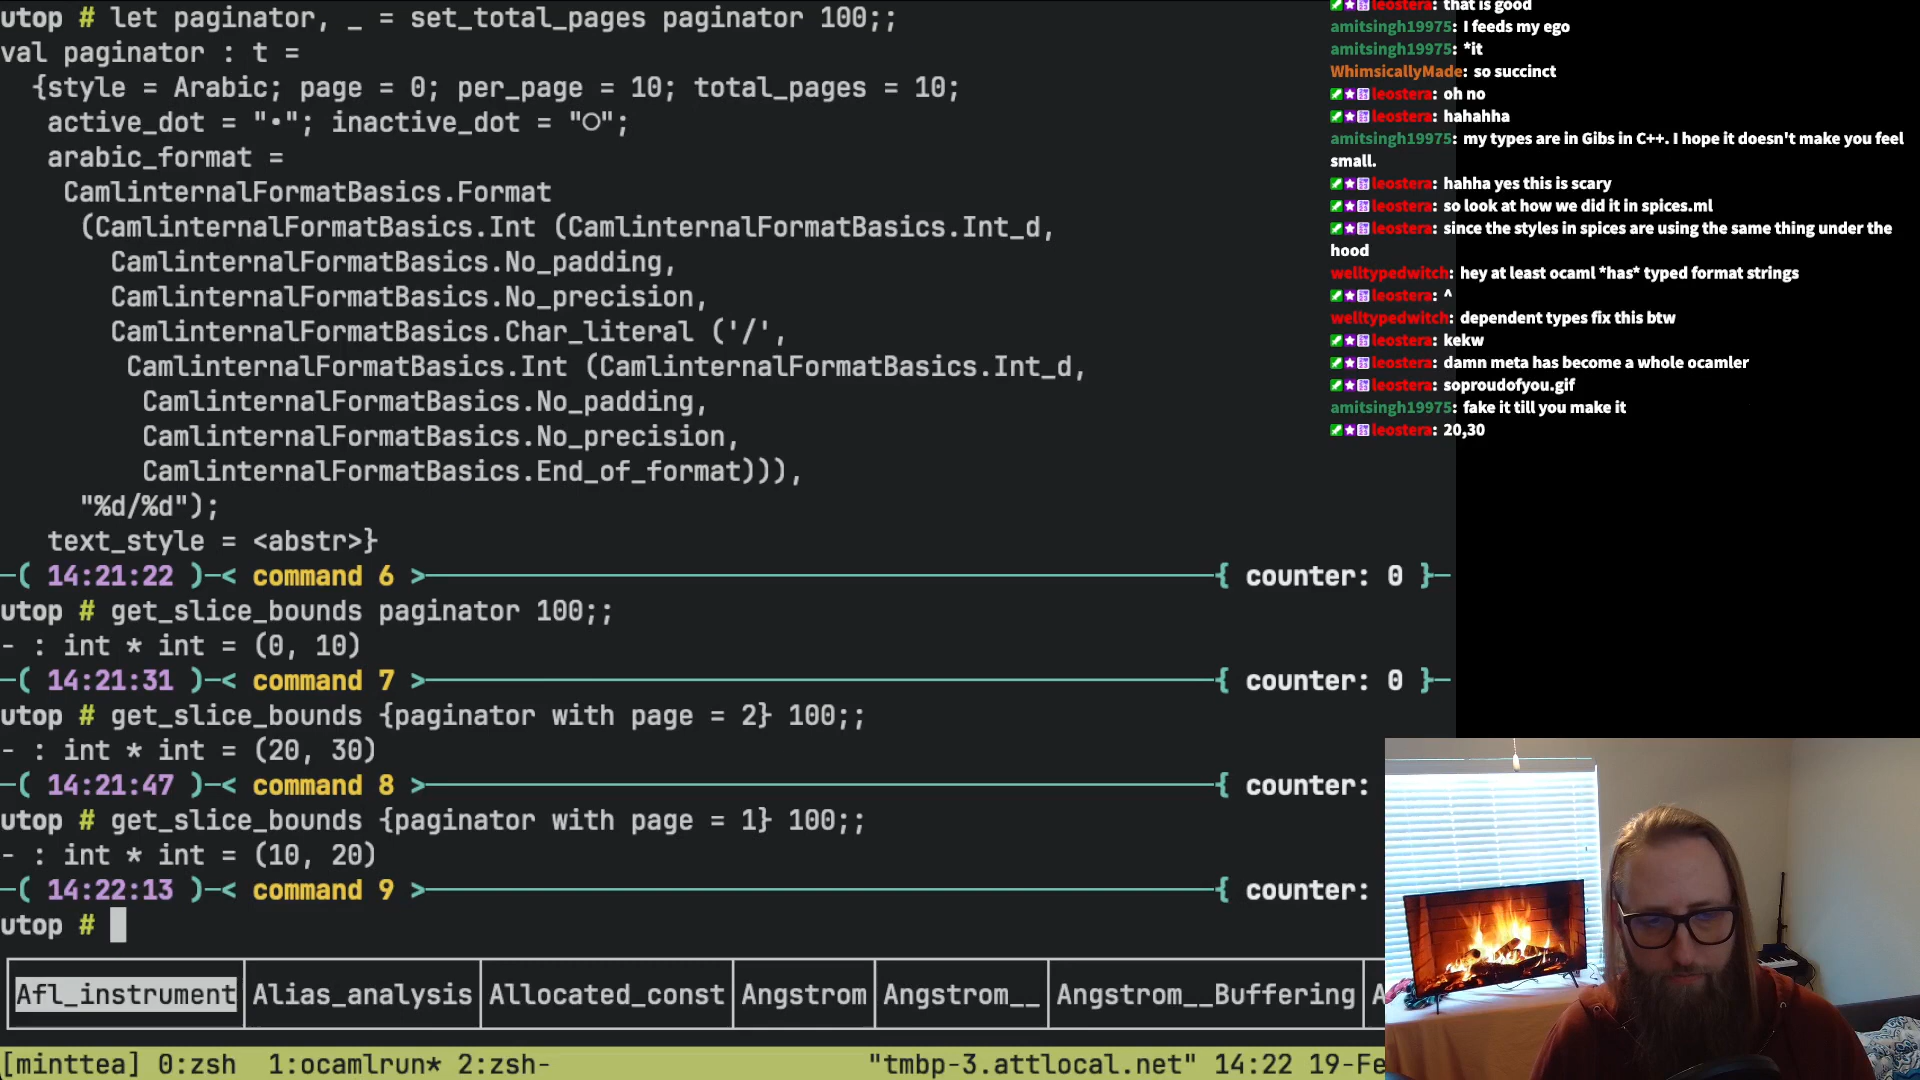 utop # let paginator, _ = set_total_pages paginator 100;;
val paginator : t =
{style = Arabic; page = 0; per_page = 10; total_pages = 10;
active_dot = "•"; inactive_dot = "○";
arabic_format =
CamlinternalFormatBasics.Format
(CamlinternalFormatBasics.Int (CamlinternalFormatBasics.Int_d,
CamlinternalFormatBasics.No_padding,
CamlinternalFormatBasics.No_precision,
CamlinternalFormatBasics.Char_literal ('/',
CamlinternalFormatBasics.Int (CamlinternalFormatBasics.Int_d,
CamlinternalFormatBasics.No_padding,
CamlinternalFormatBasics.No_precision,
CamlinternalFormatBasics.End_of_format))),
"%d/%d");
text_style = <abstr>}
─( 14:21:22 )─< command 6 >─{ counter: 0 }─
utop # get_slice_bounds paginator 100;;
- : int * int = (0, 10)
─( 14:21:31 )─< command 7 >─{ counter: 0 }─
utop # get_slice_bounds {paginator with page = 2} 100;;
- : int * int = (20, 30)
─( 14:21:47 )─< command 8 >─{ counter:
utop # get_slice_bounds {paginator with page = 1} 100;;
- : int * int = (10, 20)
─( 14:22:13 )─< command 9 >─{ counter:
utop #
Afl_instrument Alias_analysis Allocated_const Angstrom Angstrom__ Angstrom__Buffering A
[minttea] 0:zsh 1:ocamlrun* 2:zsh- "tmbp-3.attlocal.net" 14:22 19-Fe
leostera: that is good
amitsingh19975: I feeds my ego
amitsingh19975: *it
WhimsicallyMade: so succinct
leostera: oh no
leostera: hahahha
amitsingh19975: my types are in Gibs in C++. I hope it doesn't make you feel
small.
leostera: hahha yes this is scary
leostera: so look at how we did it in spices.ml
leostera: since the styles in spices are using the same thing under the
hood
welltypedwitch: hey at least ocaml *has* typed format strings
leostera: ^
welltypedwitch: dependent types fix this btw
leostera: kekw
leostera: damn meta has become a whole ocamler
leostera: soproudofyou.gif
amitsingh19975: fake it till you make it
leostera: 20,30